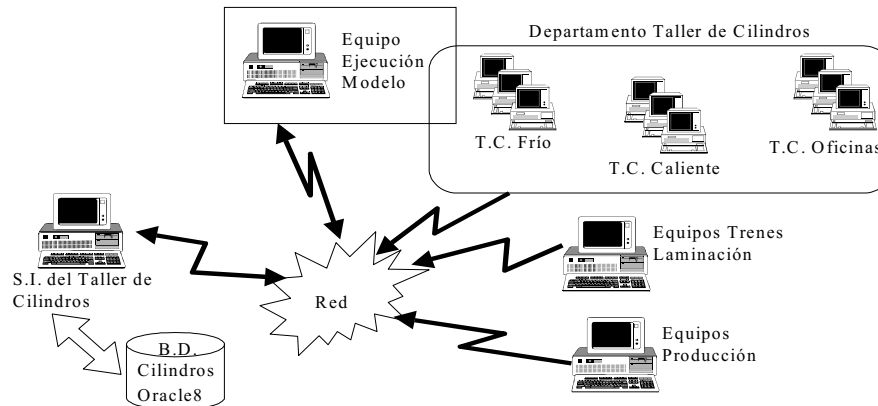 Departamento Taller de Cilindros
Equipo
Ejecución
Modelo
T.C. Frío
T.C. Caliente
T.C. Oficinas
S.I. del Taller de
Cilindros
Red
Equipos Trenes
Laminación
Equipos
Producción
B.D.
Cilindros
Oracle8